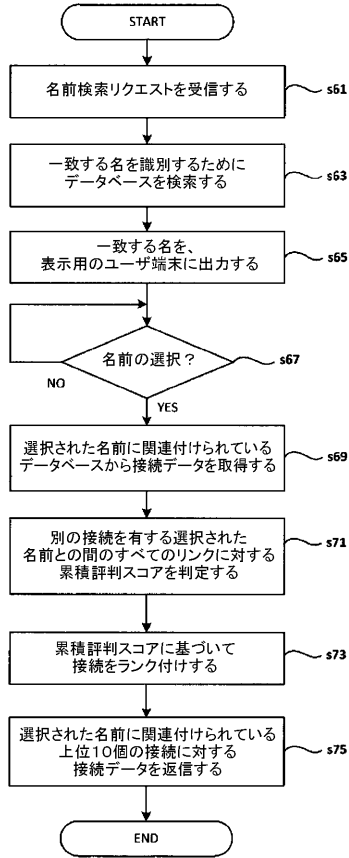 START
名前検索リクエストを受信する
s61
一致する名を識別するために
データベースを検索する
s63
一致する名を、
表示用のユーザ端末に出力する
s65
名前の選択？
s67
NO
YES
選択された名前に関連付けられている
データベースから接続データを取得する
s69
別の接続を有する選択された
名前との間のすべてのリンクに対する
累積評判スコアを判定する
s71
累積評判スコアに基づいて
接続をランク付けする
s73
選択された名前に関連付けられている
上位10個の接続に対する
接続データを返信する
s75
END